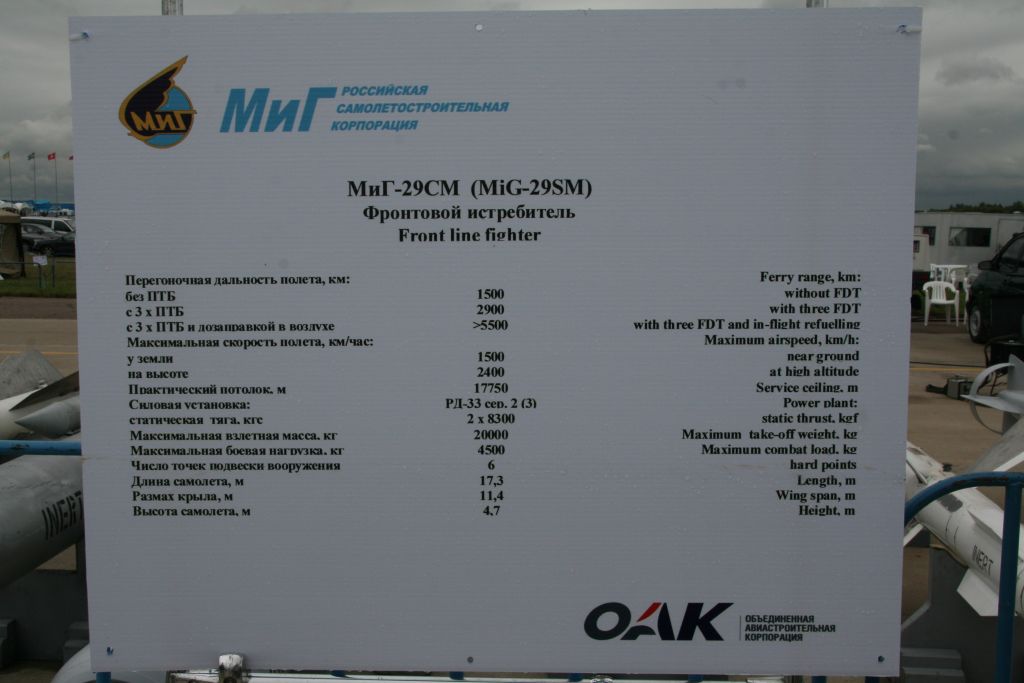 МиГ
МиГ РОССИЙСКАЯ
САМОЛЕТОСТРОИТЕЛЬНАЯ
КОРПОРАЦИЯ
МиГ-29СМ (MiG-29SM)
Фронтовой истребитель
Front line fighter
Перегоночная дальность полета, км: Ferry range, km:
без ПТБ 1500 without FDT
с 3 х ПТБ 2900 with three FDT
с 3 х ПТБ и дозаправкой в воздухе >5500 with three FDT and in-flight refuelling
Максимальная скорость полета, км/час: Maximum airspeed, km/h:
у земли 1500 near ground
на высоте 2400 at high altitude
Практический потолок, м 17750 Service ceiling, m
Силовая установка: РД-33 сер. 2 (3) Power plant:
статическая тяга, кгс 2 х 8300 static thrust, kgf
Максимальная взлетная масса, кг 20000 Maximum take-off weight, kg
Максимальная боевая нагрузка, кг 4500 Maximum combat load, kg
Число точек подвески вооружения 6 hard points
Длина самолета, м 17,3 Length, m
Размах крыла, м 11,4 Wing span, m
Высота самолета, м 4,7 Height, m
INERT
INERT
ОАК ОБЪЕДИНЕННАЯ
АВИАСТРОИТЕЛЬНАЯ
КОРПОРАЦИЯ